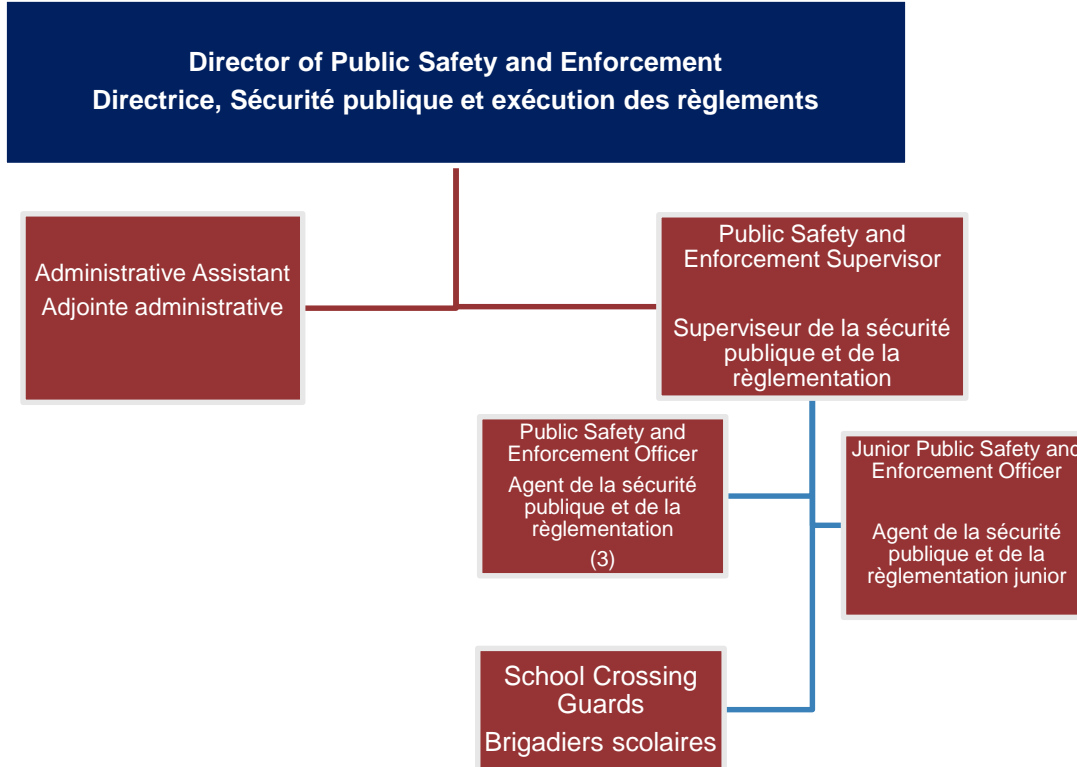 Director of Public Safety and Enforcement
Directrice, Sécurité publique et exécution des règlements
Administrative Assistant
Adjointe administrative
Public Safety and
Enforcement Supervisor
Superviseur de la sécurité
publique et de la
règlementation
Public Safety and
Enforcement Officer
Agent de la sécurité
publique et de la
règlementation
(3)
Junior Public Safety and
Enforcement Officer
Agent de la sécurité
publique et de la
règlementation junior
School Crossing
Guards
Brigadiers scolaires